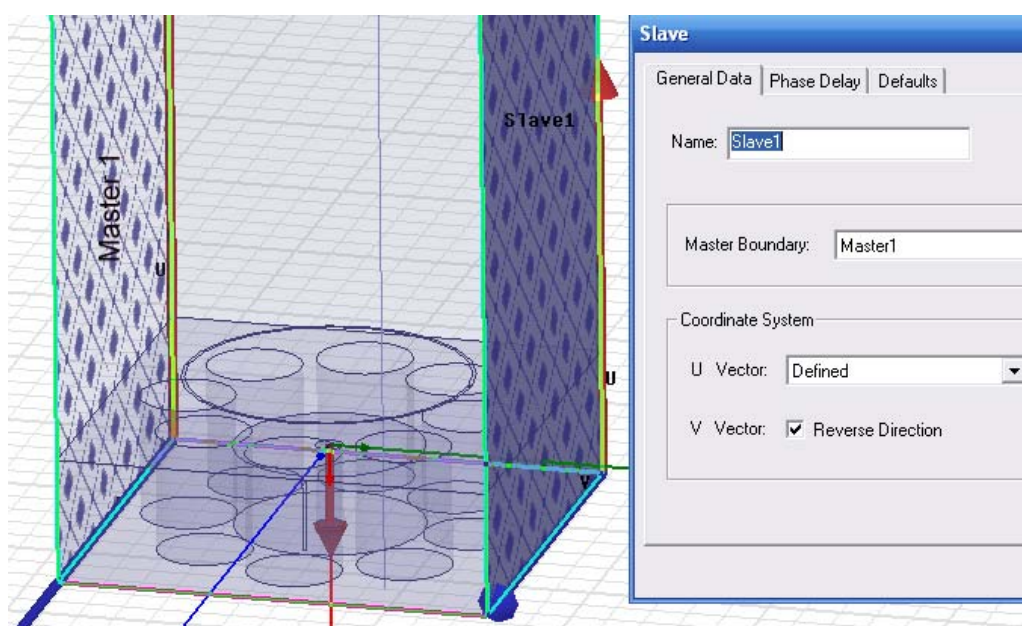 Master 1
U
Slave1
U
V
Slave
General Data Phase Delay Defaults
Name: Slave1
Master Boundary: Master1
Coordinate System
U Vector: Defined
V Vector: Reverse Direction